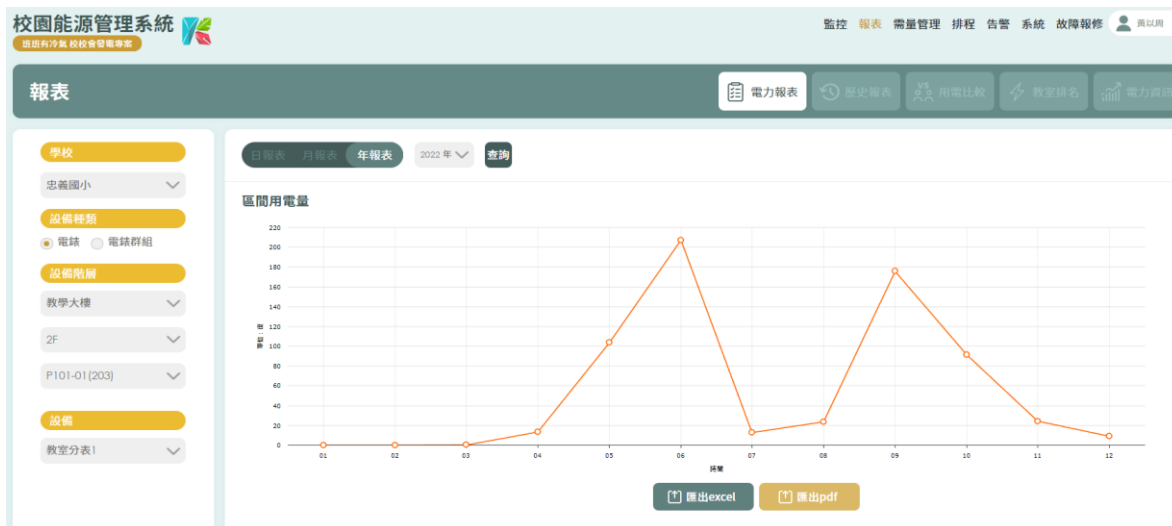 校園能源管理系統
班班有冷氣 校校會發電專案
監控 報表 需量管理 排程 告警 系統 故障報修 黃以周
報表
電力報表 歷史報表 VS 用電比較 教室排名 電力資訊
學校
忠義國小
設備種類
電錶 電錶群組
設備階層
教學大樓
2F
P101-01(203)
設備
教室分表1
日報表 月報表 年報表 2022 年 查詢
區間用電量
220
200
180
160
140
120
100
80
60
40
20
0
單位：度
01 02 03 04 05 06 07 08 09 10 11 12
時間
匯出excel 匯出pdf